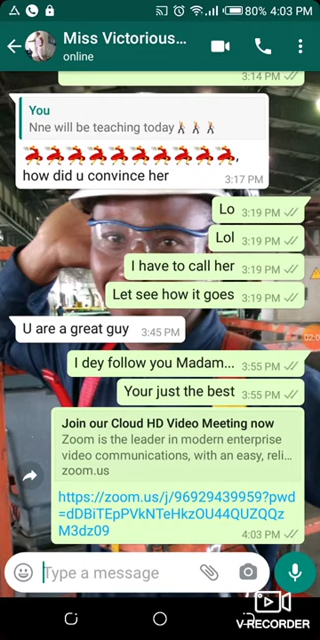 80% 4:03 PM
Miss Victorious...
online
3:14 PM
You
Nne will be teaching today
,
how did u convince her
3:17 PM
Lo
3:19 PM
Lol
3:19 PM
I have to call her
3:19 PM
Let see how it goes
3:19 PM
U are a great guy
3:45 PM
I dey follow you Madam...
3:55 PM
Your just the best
3:55 PM
Join our Cloud HD Video Meeting now
Zoom is the leader in modern enterprise
video communications, with an easy, reli...
zoom.us
https://zoom.us/j/96929439959?pwd
=dDBiTEpPVkNTeHkzOU44QUZQQz
M3dz09
4:03 PM
Type a message
V-RECORDER